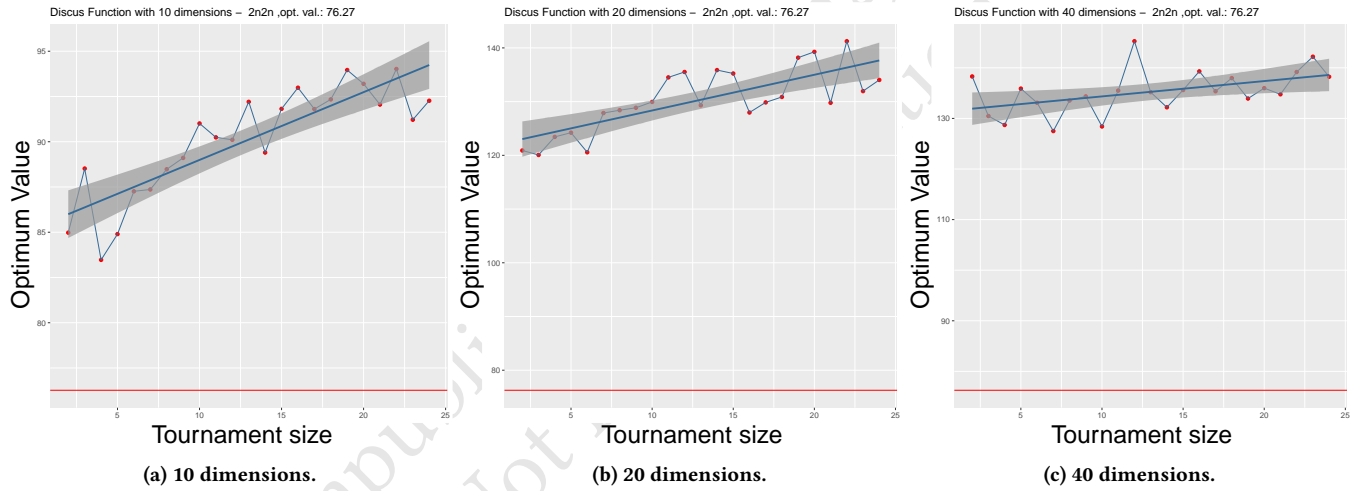 Discus Function with 10 dimensions – 2n2n ,opt. val.: 76.27
Optimum Value
95
90
85
80
5
10
15
20
25
Tournament size
(a) 10 dimensions.
Discus Function with 20 dimensions – 2n2n ,opt. val.: 76.27
Optimum Value
140
120
100
80
5
10
15
20
25
Tournament size
(b) 20 dimensions.
Discus Function with 40 dimensions – 2n2n ,opt. val.: 76.27
Optimum Value
130
110
90
5
10
15
20
25
Tournament size
(c) 40 dimensions.
Not